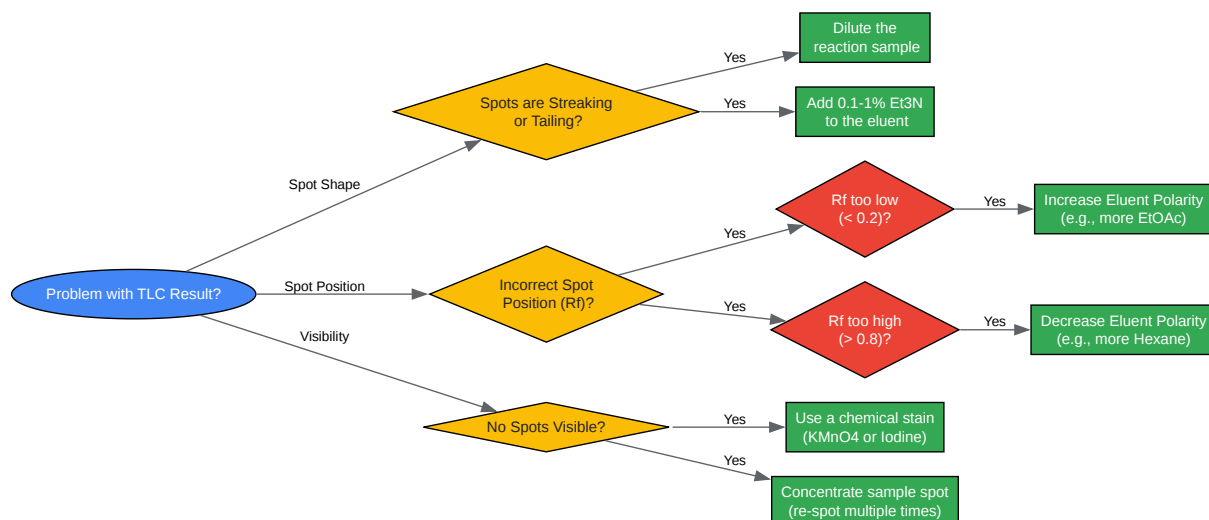 Problem with TLC Result?
Spot Shape
Spots are Streaking
or Tailing?
Yes
Dilute the
reaction sample
Yes
Add 0.1-1% Et3N
to the eluent
Spot Position
Incorrect Spot
Position (Rf)?
Yes
Rf too low
(< 0.2)?
Yes
Increase Eluent Polarity
(e.g., more EtOAc)
Yes
Rf too high
(> 0.8)?
Yes
Decrease Eluent Polarity
(e.g., more Hexane)
Visibility
No Spots Visible?
Yes
Use a chemical stain
(KMnO4 or Iodine)
Yes
Concentrate sample spot
(re-spot multiple times)